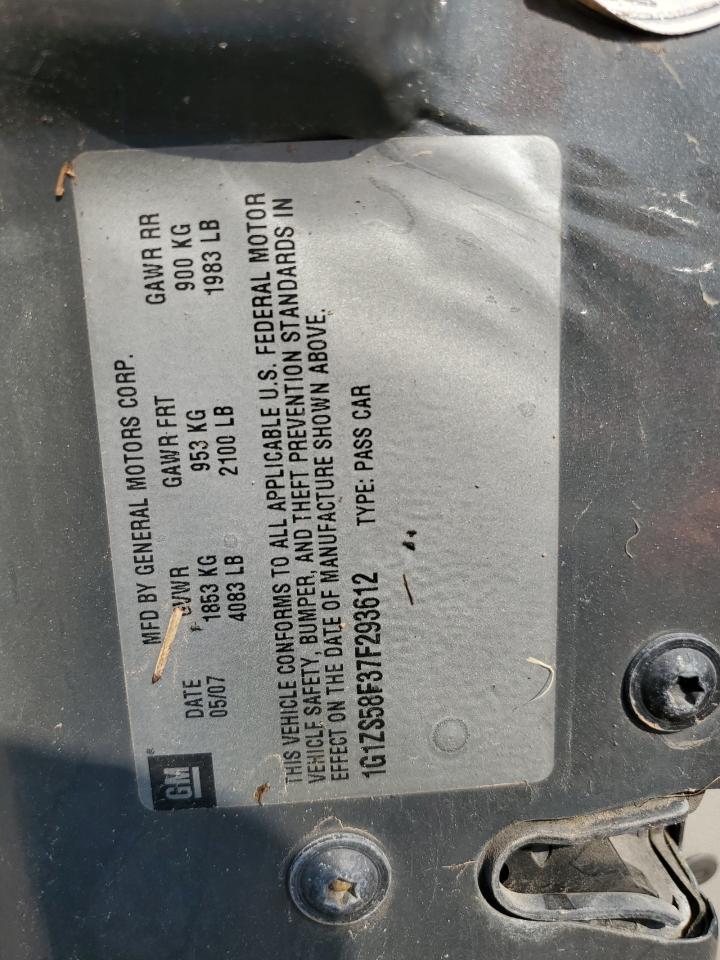 GM®
MFD BY GENERAL MOTORS CORP.
DATE GVWR GAWR FRT GAWR RR
05/07 1853 KG 953 KG 900 KG
4083 LB 2100 LB 1983 LB
THIS VEHICLE CONFORMS TO ALL APPLICABLE U.S. FEDERAL MOTOR
VEHICLE SAFETY, BUMPER, AND THEFT PREVENTION STANDARDS IN
EFFECT ON THE DATE OF MANUFACTURE SHOWN ABOVE.
1G1ZS58F37F293612 TYPE: PASS CAR